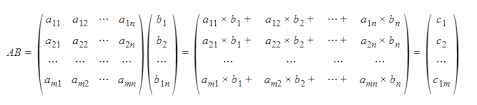 AB = ( a11 a12 ⋯ a1n ; a21 a22 ⋯ a2n ; ⋯ ⋯ ⋯ ⋯ ; am1 am2 ⋯ amn ) ( b1 ; b2 ; ⋯ ; b1n ) = ( a11 × b1 + a12 × b2 + ⋯ + a1n × bn ; a21 × b1 + a22 × b2 + ⋯ + a2n × bn ; ⋯ ⋯ ⋯ ; am1 × b1 + am2 × b2 + ⋯ + amn × bn ) = ( c1 ; c2 ; ⋯ ; c1m )